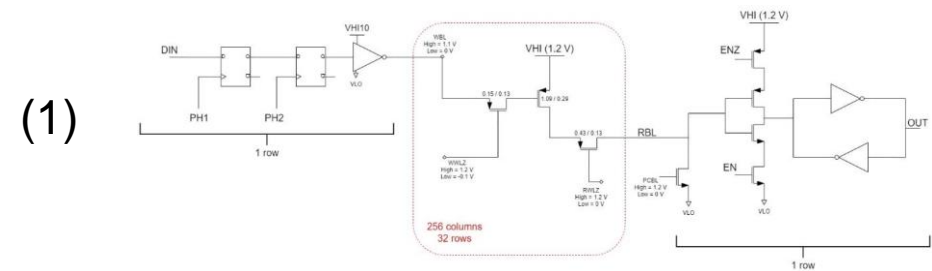 (1)
DIN
PH1
PH2
1 row
VHI10
VLO
WBL
High = 1.1 V
Low = 0 V
VHI (1.2 V)
0.15 / 0.13
1.09 / 0.28
0.43 / 0.13
WWLZ
High = 1.2 V
Low = -0.1 V
RWLZ
High = 1.2 V
Low = 0 V
256 columns
32 rows
RBL
PCBL
High = 1.2 V
Low = 0 V
VLO
VHI (1.2 V)
ENZ
EN
VLO
OUT
1 row